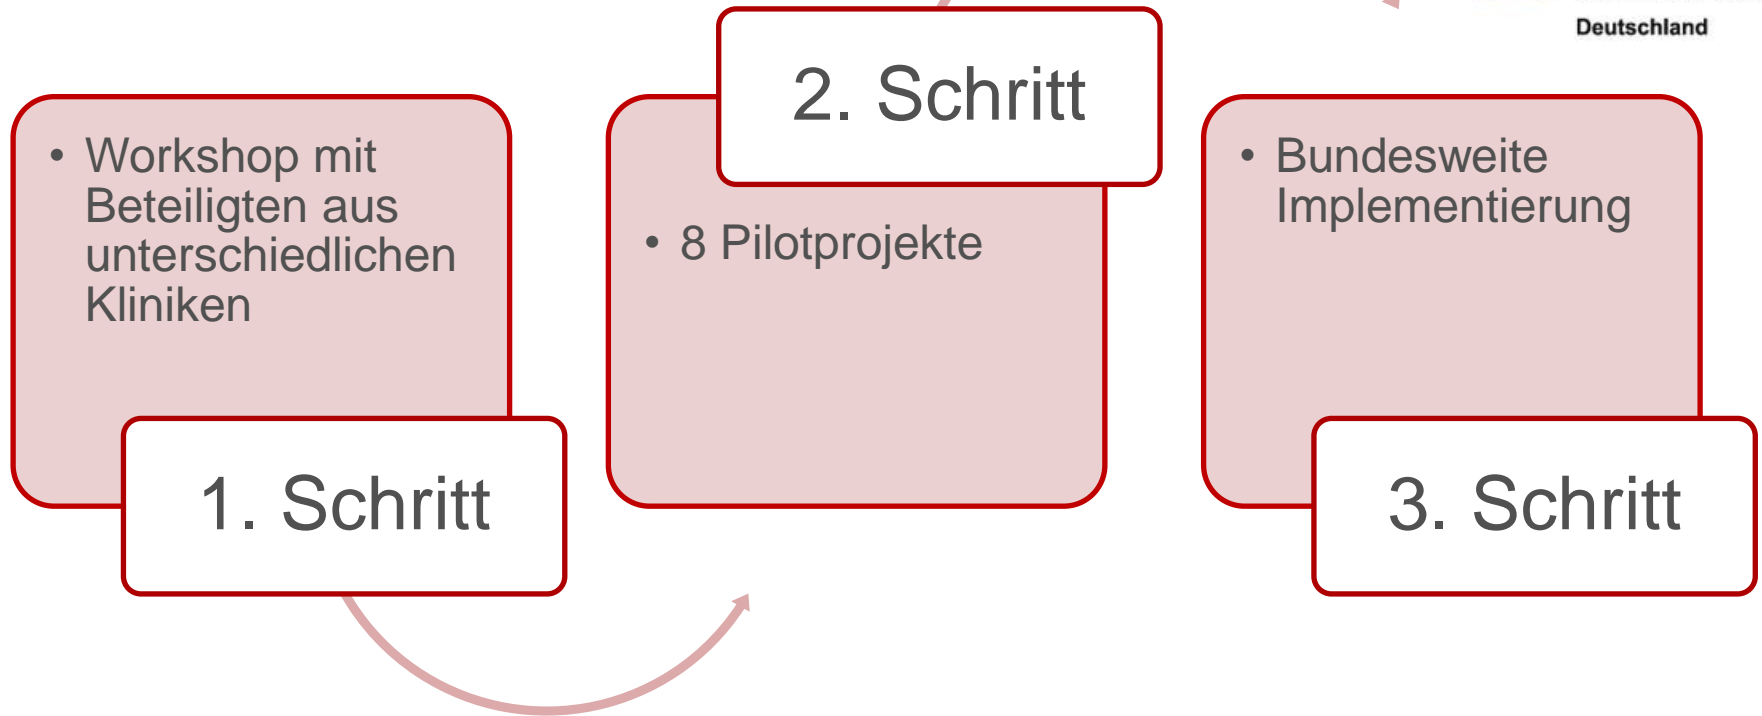 Deutschland
• Workshop mit
Beteiligten aus
unterschiedlichen
Kliniken
1. Schritt
2. Schritt
• 8 Pilotprojekte
• Bundesweite
Implementierung
3. Schritt